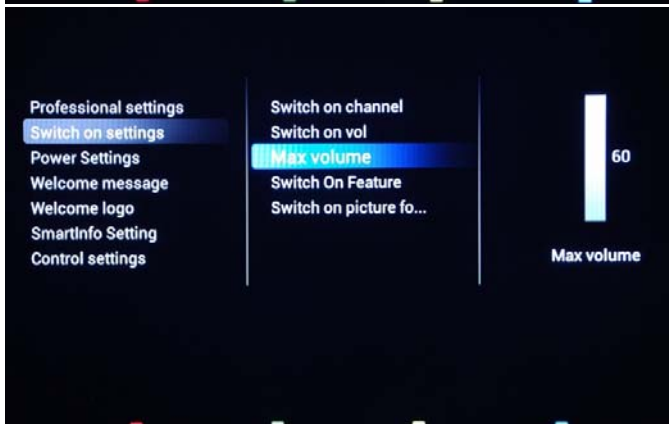 Professional settings
Switch on settings
Power Settings
Welcome message
Welcome logo
SmartInfo Setting
Control settings
Switch on channel
Switch on vol
Max volume
Switch On Feature
Switch on picture fo...
60
Max volume